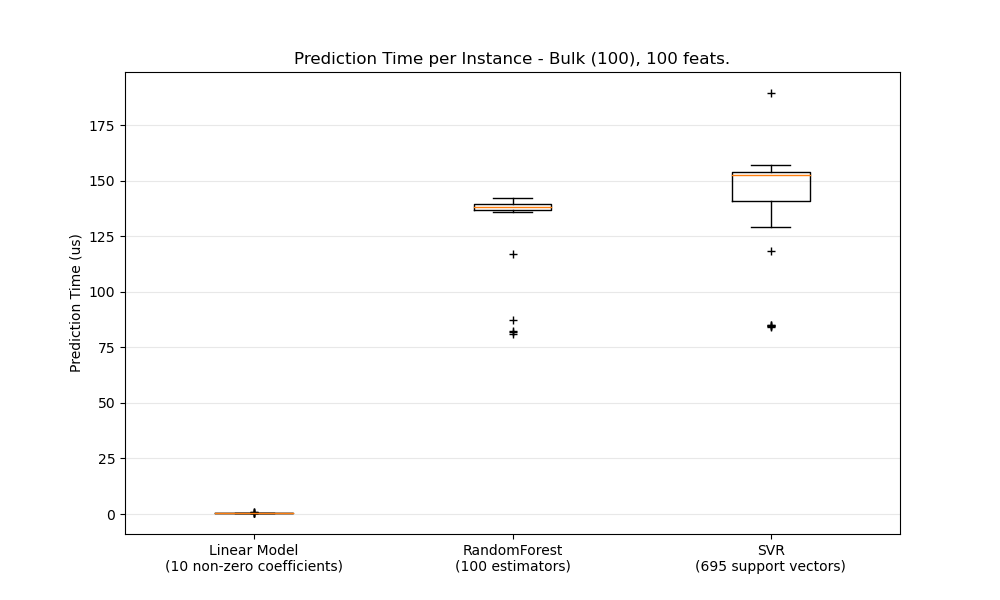 Prediction Time per Instance - Bulk (100), 100 feats.
Prediction Time (us)
175
150
125
100
75
50
25
0
Linear Model
(10 non-zero coefficients)
RandomForest
(100 estimators)
SVR
(695 support vectors)